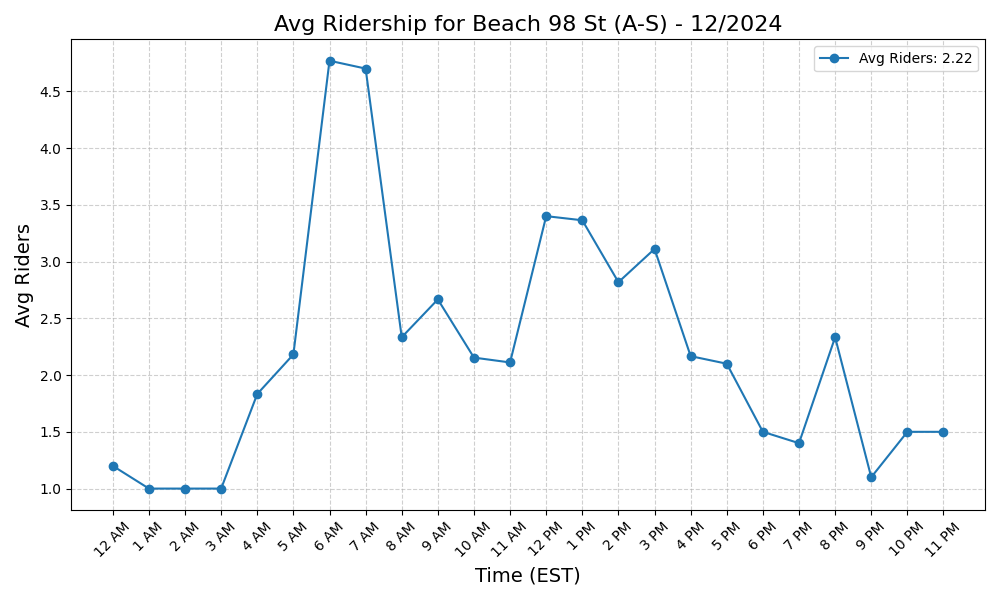 Avg Ridership for Beach 98 St (A-S) - 12/2024
Avg Riders: 2.22
Avg Riders
4.5
4.0
3.5
3.0
2.5
2.0
1.5
1.0
12 AM
1 AM
2 AM
3 AM
4 AM
5 AM
6 AM
7 AM
8 AM
9 AM
10 AM
11 AM
12 PM
1 PM
2 PM
3 PM
4 PM
5 PM
6 PM
7 PM
8 PM
9 PM
10 PM
11 PM
Time (EST)